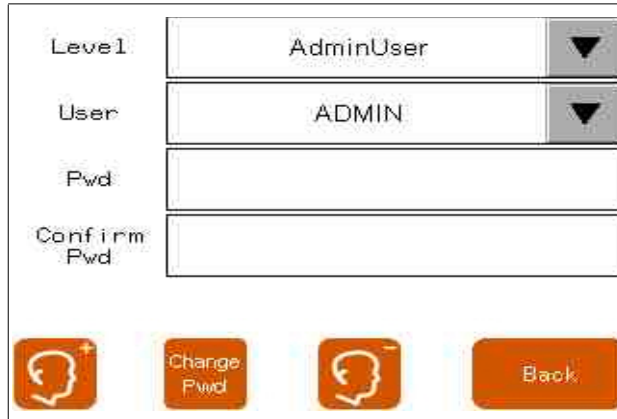 Level
AdminUser
User
ADMIN
Pwd
Confirm
Pwd
+
Change
Pwd
-
Back